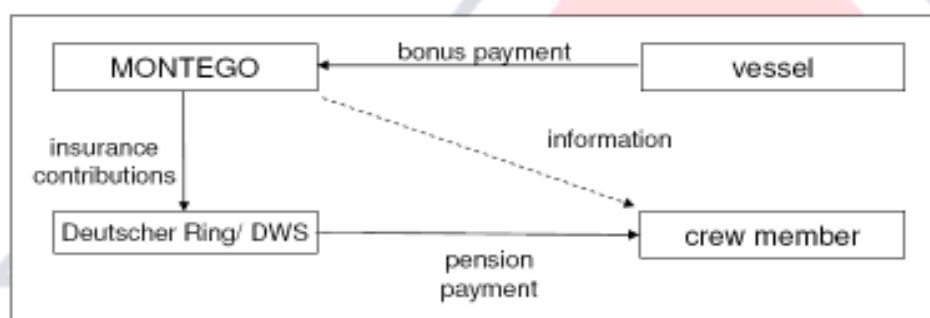 bonus payment
MONTEGO
vessel
information
insurance
contributions
Deutscher Ring/ DWS
crew member
pension
payment